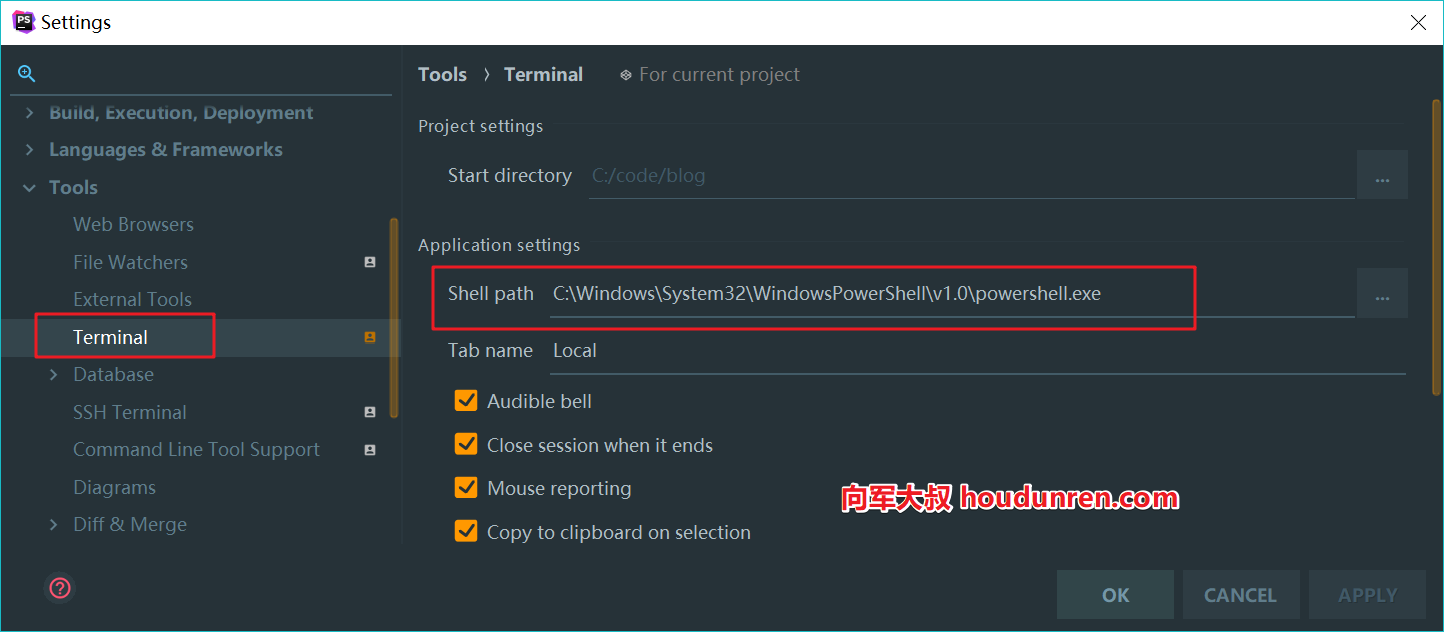 PS Settings
Build, Execution, Deployment
Languages & Frameworks
Tools
Web Browsers
File Watchers
External Tools
Terminal
Database
SSH Terminal
Command Line Tool Support
Diagrams
Diff & Merge
?
Tools › Terminal For current project
Project settings
Start directory C:/code/blog ...
Application settings
Shell path C:\Windows\System32\WindowsPowerShell\v1.0\powershell.exe ...
Tab name Local
Audible bell
Close session when it ends
Mouse reporting
Copy to clipboard on selection
向军大叔 houdunren.com
OK CANCEL APPLY